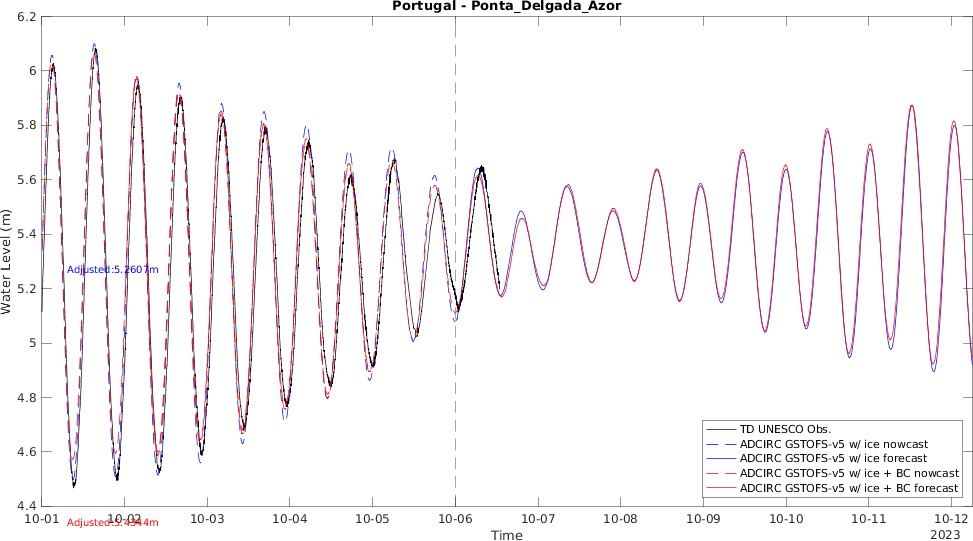 Portugal - Ponta_Delgada_Azor
6.2
6
5.8
5.6
5.4
5.2
5
4.8
4.6
4.4
Water Level (m)
Adjusted:5.2607m
Adjusted:5.4344m
TD UNESCO Obs.
ADCIRC GSTOFS-v5 w/ ice nowcast
ADCIRC GSTOFS-v5 w/ ice forecast
ADCIRC GSTOFS-v5 w/ ice + BC nowcast
ADCIRC GSTOFS-v5 w/ ice + BC forecast
10-01 10-02 10-03 10-04 10-05 10-06 10-07 10-08 10-09 10-10 10-11 10-12
2023
Time